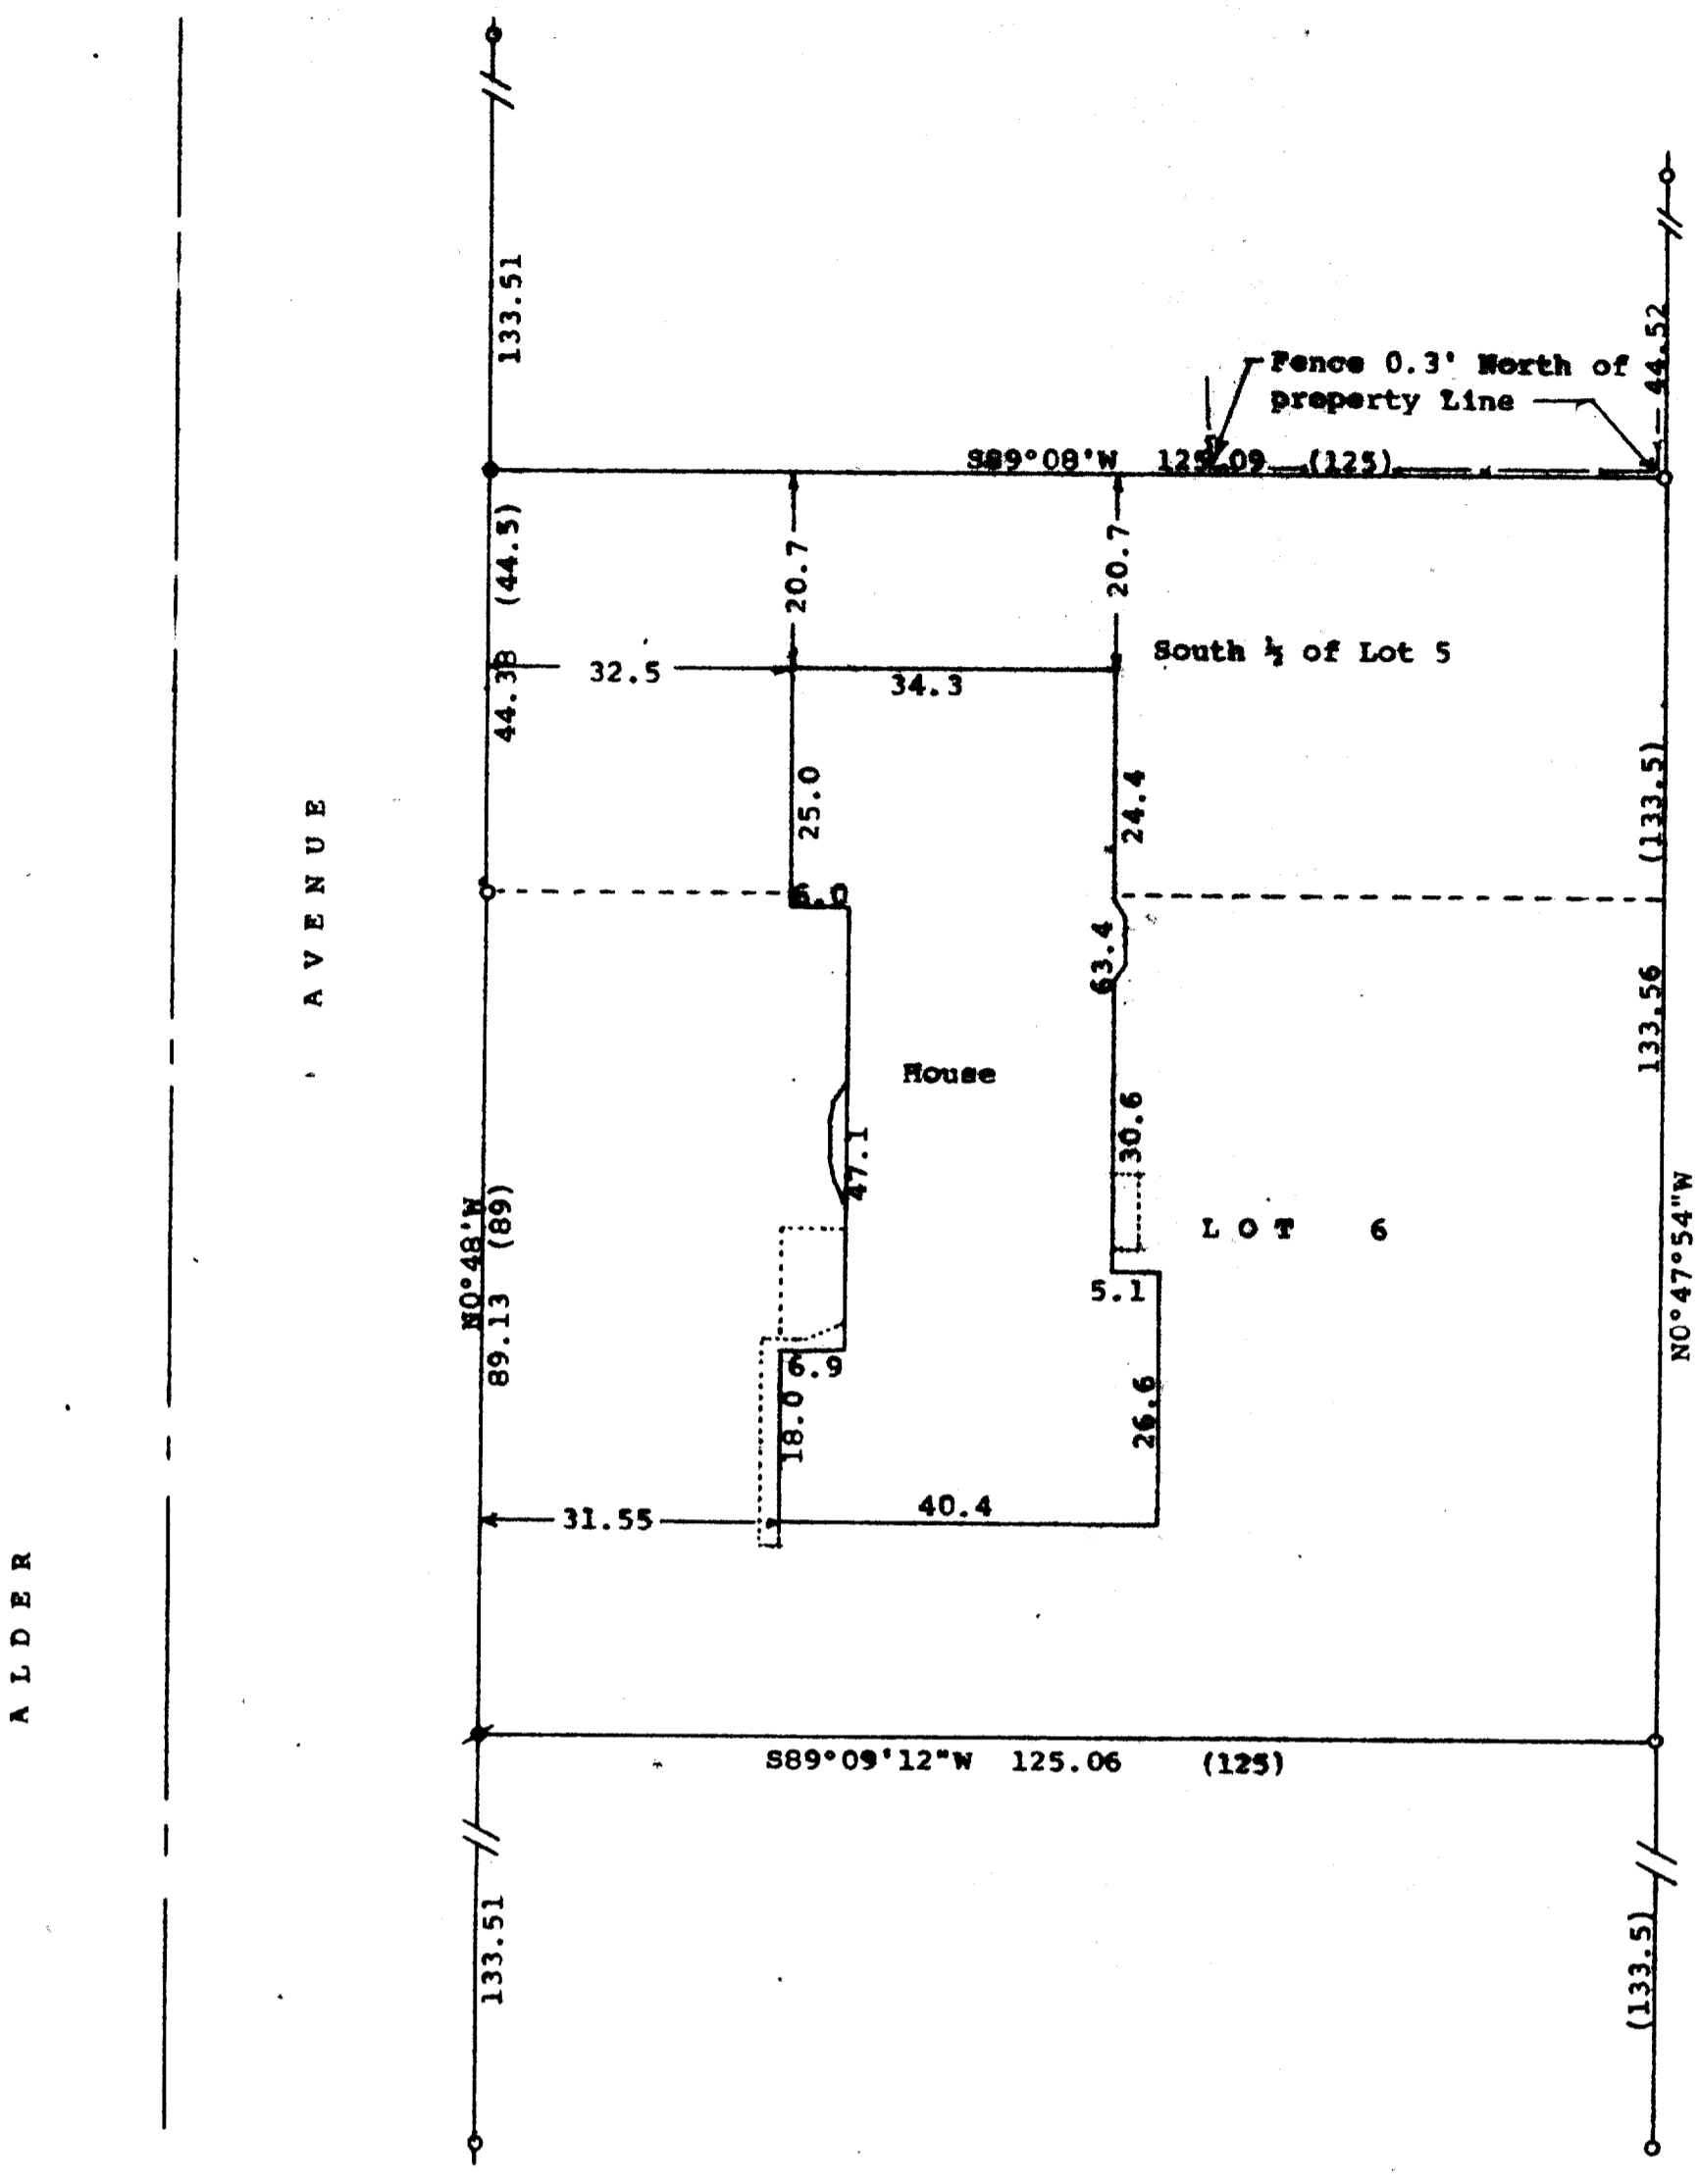 133.51
44.52
Fence 0.3' North of
property Line
S89°08'W 125.09 (125)
44.38 (44.5)
20.7
20.7
South ½ of Lot 5
32.5
34.3
25.0
24.4
(133.5)
133.56
AVENUE
6.0
63.4
House
47.1
30.6
LOT 6
N0°48'W
89.13 (89)
N0°47'54"W
5.1
6.9
18.0
26.6
31.55
40.4
ALDER
S89°09'12"W 125.06 (125)
133.51
(133.5)